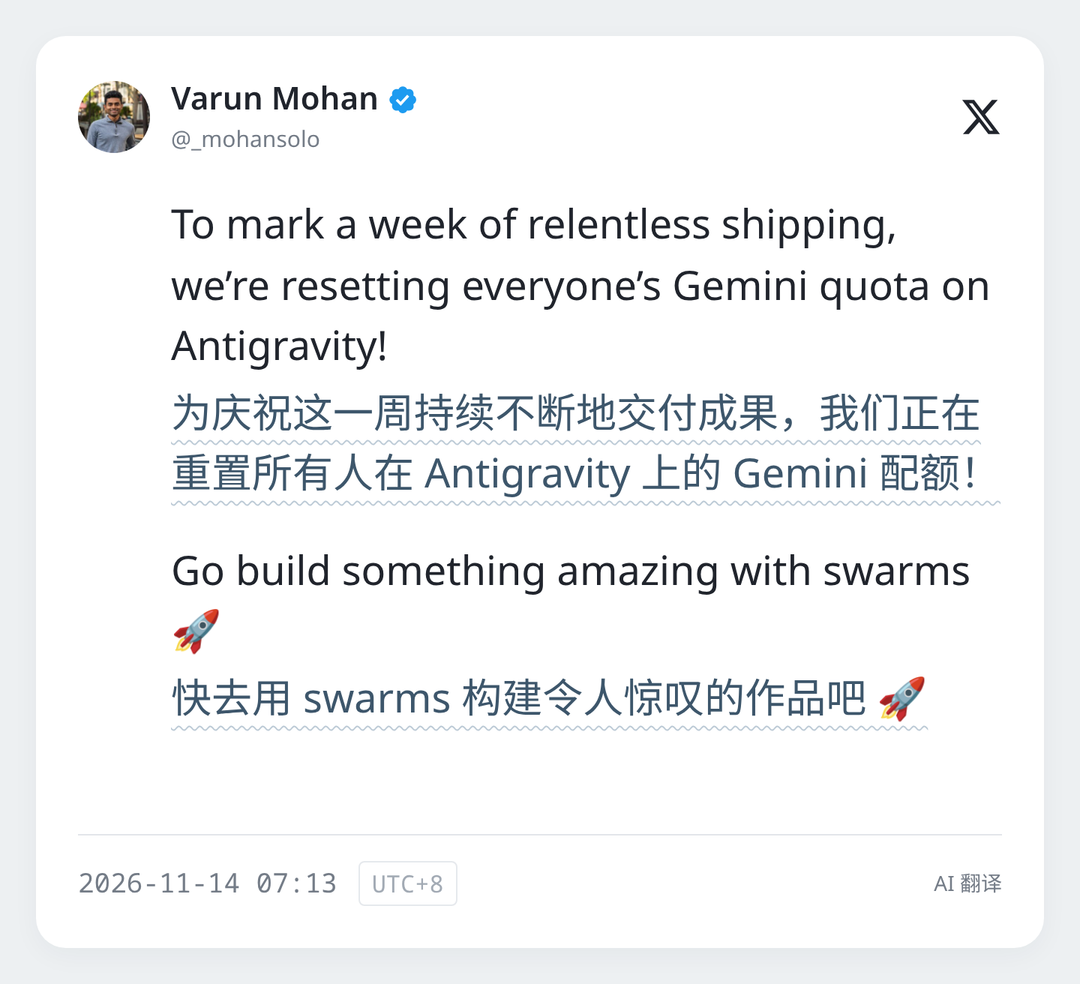 Varun Mohan
@_mohansolo
To mark a week of relentless shipping,
we’re resetting everyone’s Gemini quota on
Antigravity!
为庆祝这一周持续不断地交付成果，我们正在
重置所有人在 Antigravity 上的 Gemini 配额！
Go build something amazing with swarms
🚀
快去用 swarms 构建令人惊叹的作品吧 🚀
2026-11-14 07:13 UTC+8
AI 翻译